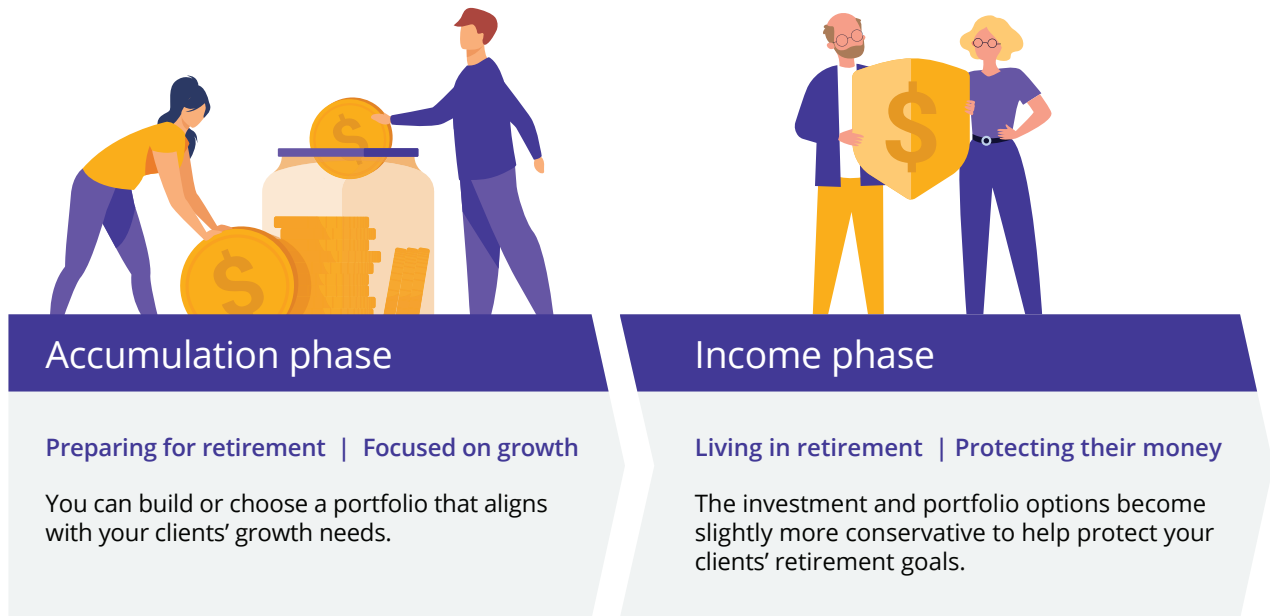 $
$
$
Accumulation phase
Preparing for retirement | Focused on growth
You can build or choose a portfolio that aligns
with your clients’ growth needs.
Income phase
Living in retirement | Protecting their money
The investment and portfolio options become
slightly more conservative to help protect your
clients’ retirement goals.